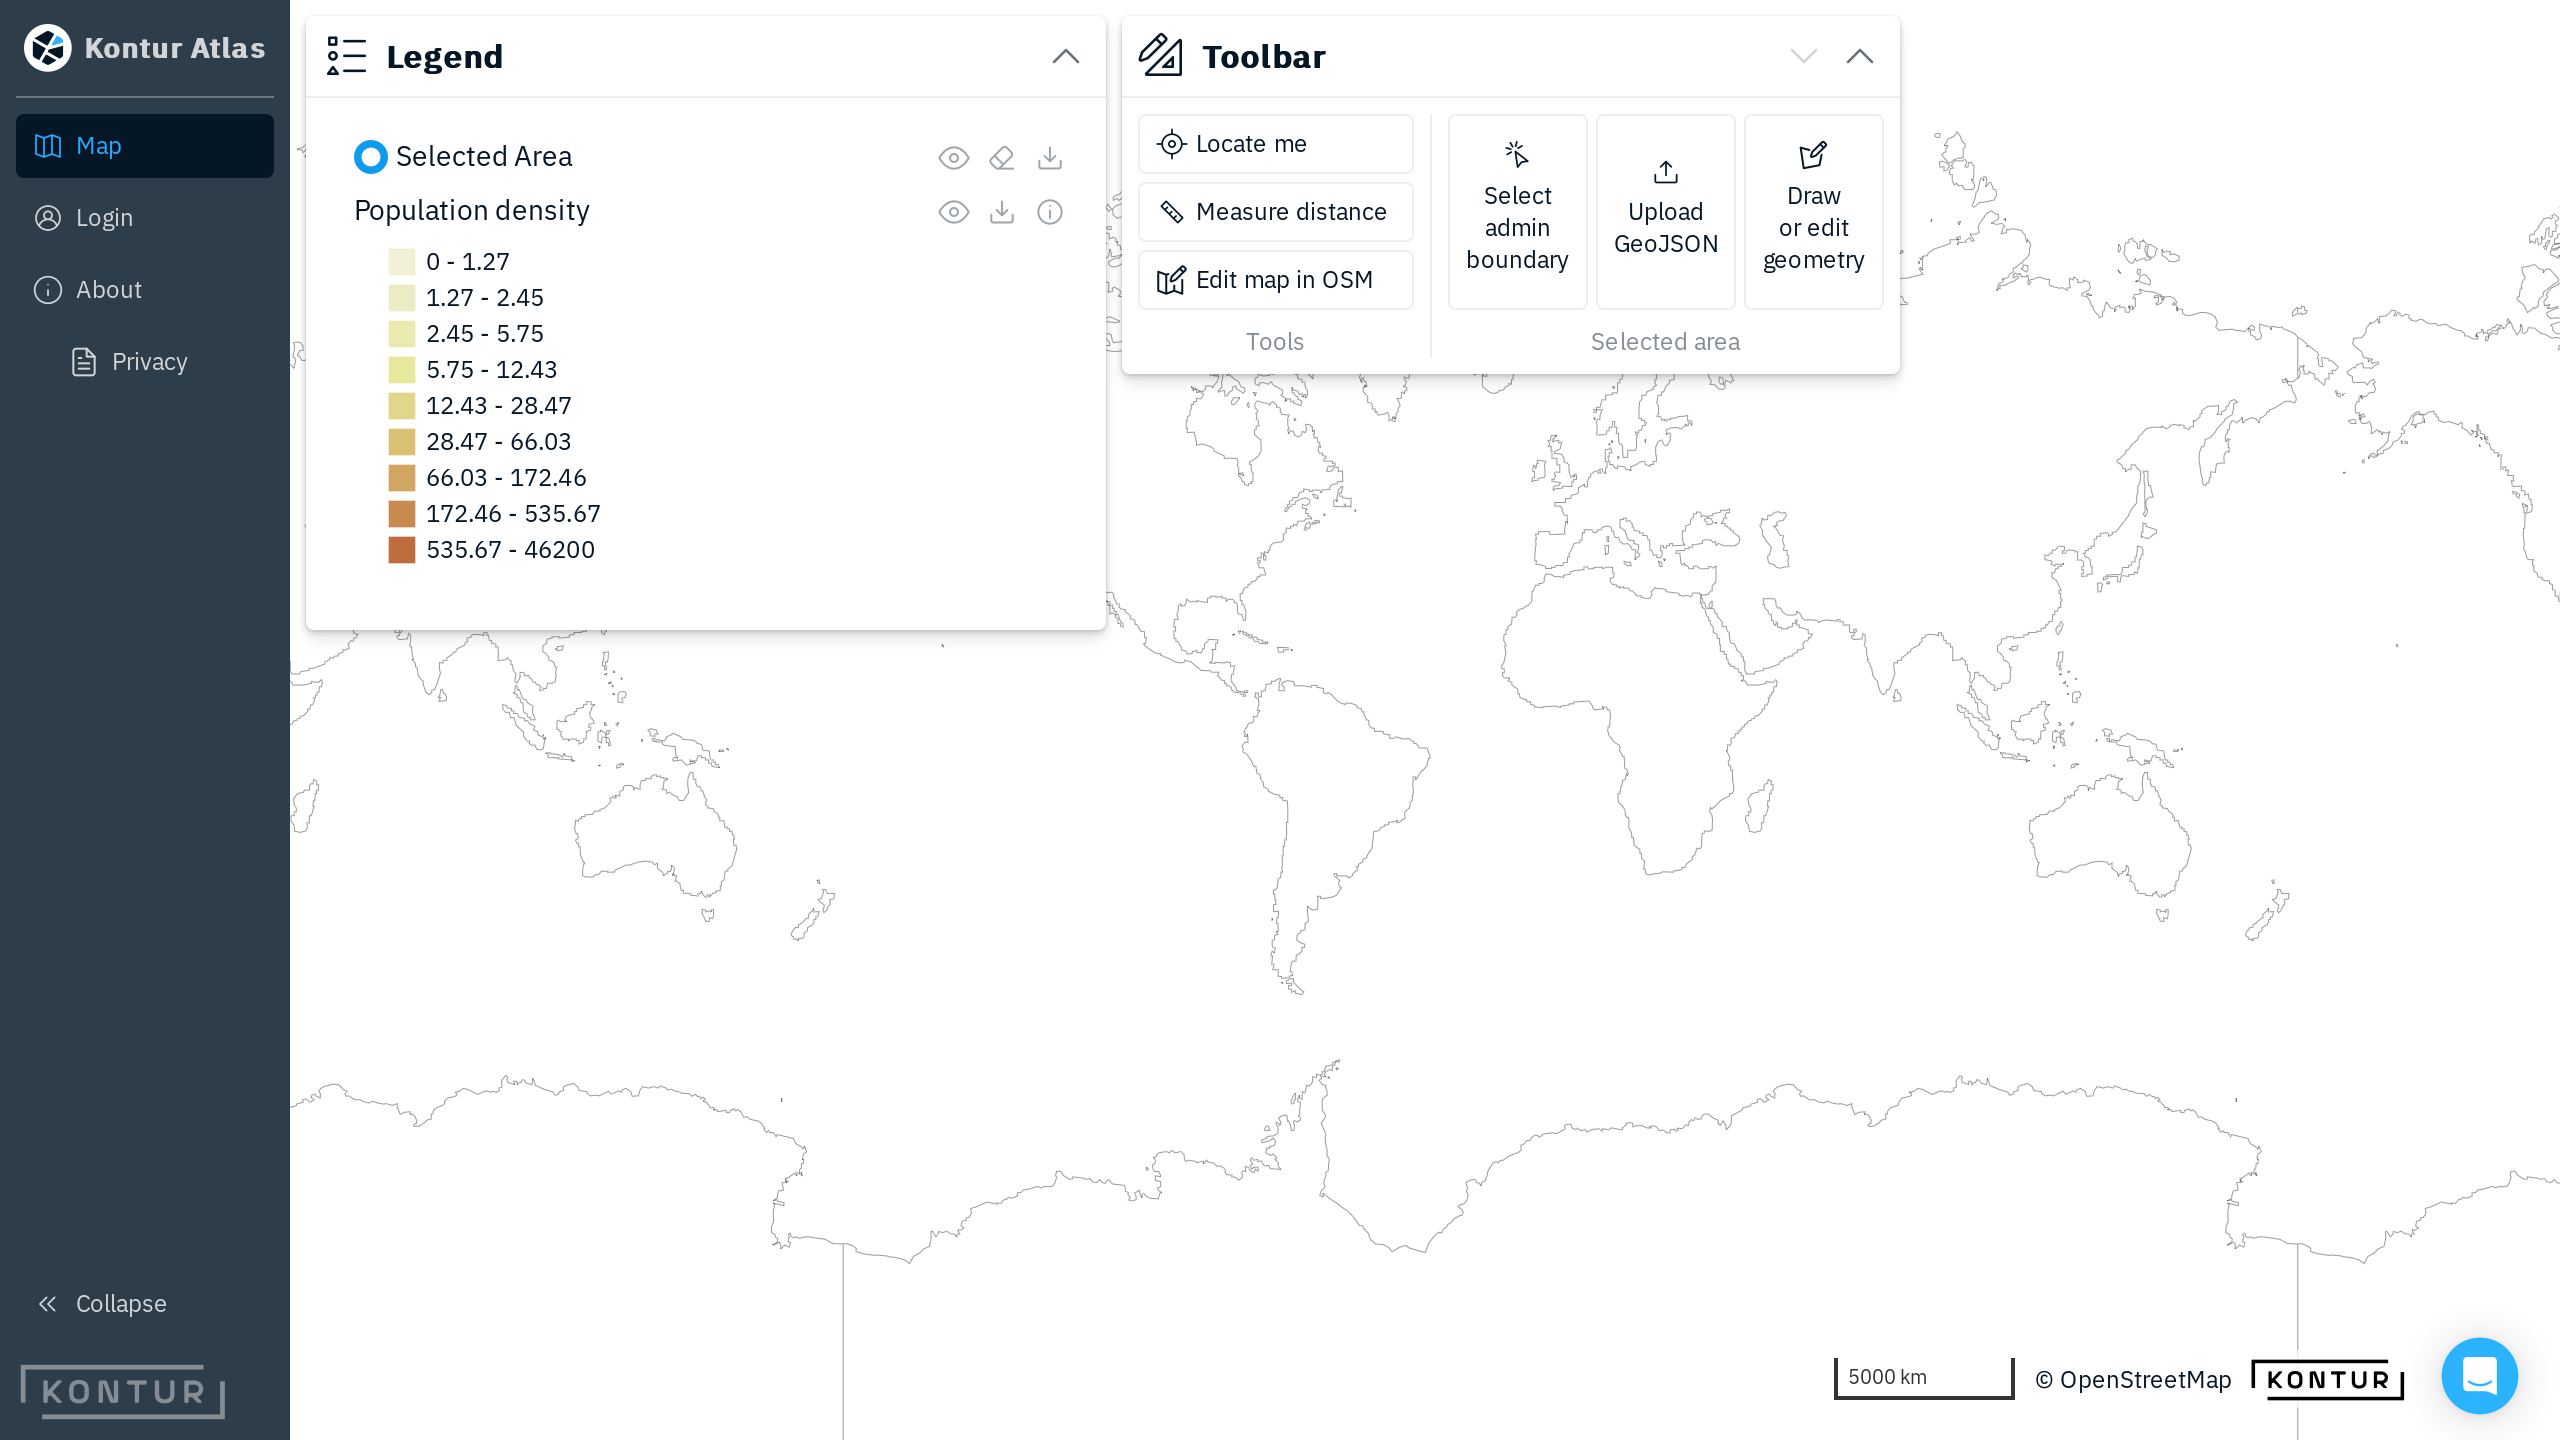 Kontur Atlas
Map
Login
About
Privacy
Collapse
KONTUR
Legend
Selected Area
Population density
0 - 1.27
1.27 - 2.45
2.45 - 5.75
5.75 - 12.43
12.43 - 28.47
28.47 - 66.03
66.03 - 172.46
172.46 - 535.67
535.67 - 46200
Toolbar
Locate me
Measure distance
Edit map in OSM
Tools
Select
admin
boundary
Upload
GeoJSON
Draw
or edit
geometry
Selected area
5000 km
© OpenStreetMap
KONTUR